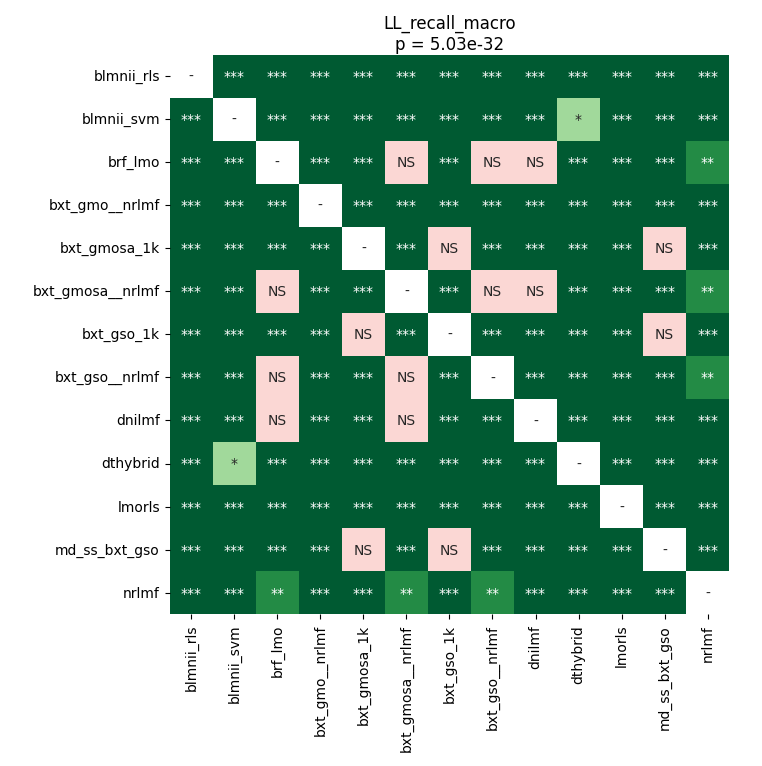 LL_recall_macro
p = 5.03e-32
blmnii_rls - *** *** *** *** *** *** *** *** *** *** *** ***
blmnii_svm *** - *** *** *** *** *** *** *** * *** *** ***
brf_lmo *** *** - *** *** NS *** NS NS *** *** *** **
bxt_gmo__nrlmf *** *** *** - *** *** *** *** *** *** *** *** ***
bxt_gmosa_1k *** *** *** *** - *** NS *** *** *** *** NS ***
bxt_gmosa__nrlmf *** *** NS *** *** - *** NS NS *** *** *** **
bxt_gso_1k *** *** *** *** NS *** - *** *** *** *** NS ***
bxt_gso__nrlmf *** *** NS *** *** NS *** - *** *** *** *** **
dnilmf *** *** NS *** *** NS *** *** - *** *** *** ***
dthybrid *** * *** *** *** *** *** *** *** - *** *** ***
lmorls *** *** *** *** *** *** *** *** *** *** - *** ***
md_ss_bxt_gso *** *** *** *** NS *** NS *** *** *** *** - ***
nrlmf *** *** ** *** *** ** *** ** *** *** *** *** -
blmnii_rls
blmnii_svm
brf_lmo
bxt_gmo__nrlmf
bxt_gmosa_1k
bxt_gmosa__nrlmf
bxt_gso_1k
bxt_gso__nrlmf
dnilmf
dthybrid
lmorls
md_ss_bxt_gso
nrlmf